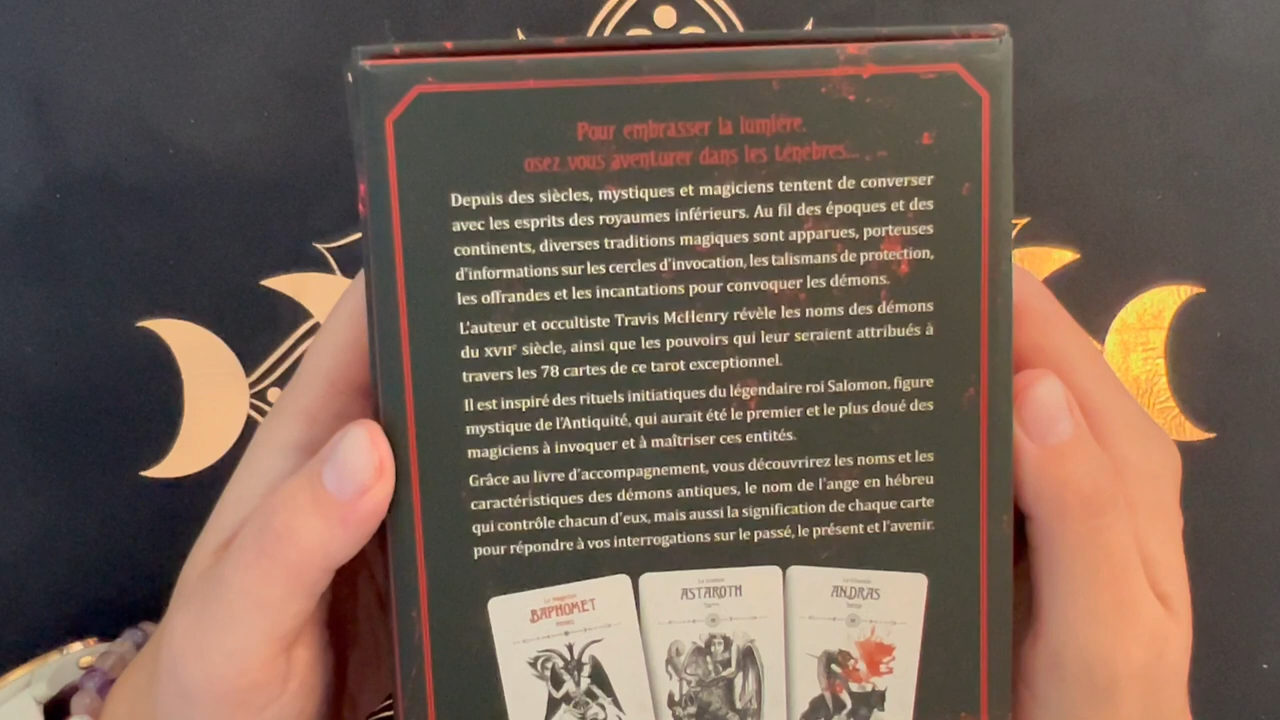 Pour embrasser la lumière,
osez vous aventurer dans les ténèbres...
Depuis des siècles, mystiques et magiciens tentent de converser
avec les esprits des royaumes inférieurs. Au fil des époques et des
continents, diverses traditions magiques sont apparues, porteuses
d'informations sur les cercles d'invocation, les talismans de protection,
les offrandes et les incantations pour convoquer les démons.
L'auteur et occultiste Travis McHenry révèle les noms des démons
du XVIIe siècle, ainsi que les pouvoirs qui leur seraient attribués à
travers les 78 cartes de ce tarot exceptionnel.
Il est inspiré des rituels initiatiques du légendaire roi Salomon, figure
mystique de l'Antiquité, qui aurait été le premier et le plus doué des
magiciens à invoquer et à maîtriser ces entités.
Grâce au livre d'accompagnement, vous découvrirez les noms et les
caractéristiques des démons antiques, le nom de l'ange en hébreu
qui contrôle chacun d'eux, mais aussi la signification de chaque carte
pour répondre à vos interrogations sur le passé, le présent et l'avenir.
Le Magicien
BAPHOMET
ASTAROTH
ANDRAS